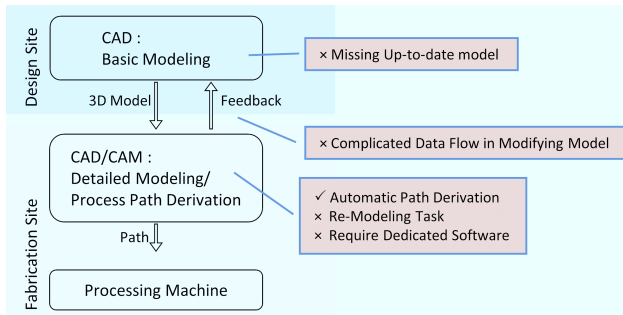 Design Site
CAD :
Basic Modeling
× Missing Up-to-date model
3D Model
Feedback
× Complicated Data Flow in Modifying Model
Fabrication Site
CAD/CAM :
Detailed Modeling/
Process Path Derivation
✓ Automatic Path Derivation
× Re-Modeling Task
× Require Dedicated Software
Path
Processing Machine